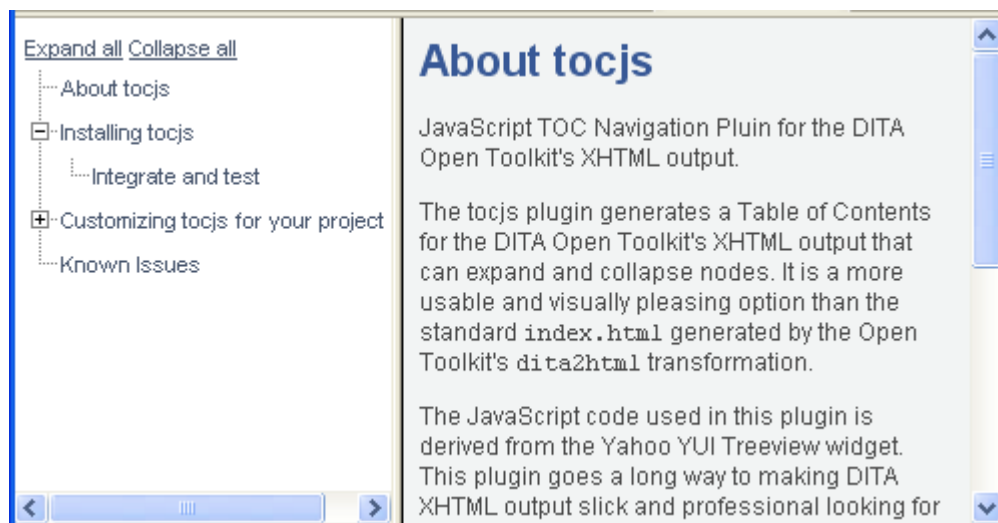 Expand all Collapse all
About tocjs
Installing tocjs
Integrate and test
Customizing tocjs for your project
Known Issues
About tocjs
JavaScript TOC Navigation Pluin for the DITA
Open Toolkit's XHTML output.
The tocjs plugin generates a Table of Contents
for the DITA Open Toolkit's XHTML output that
can expand and collapse nodes. It is a more
usable and visually pleasing option than the
standard index.html generated by the Open
Toolkit's dita2html transformation.
The JavaScript code used in this plugin is
derived from the Yahoo YUI Treeview widget.
This plugin goes a long way to making DITA
XHTML output slick and professional looking for